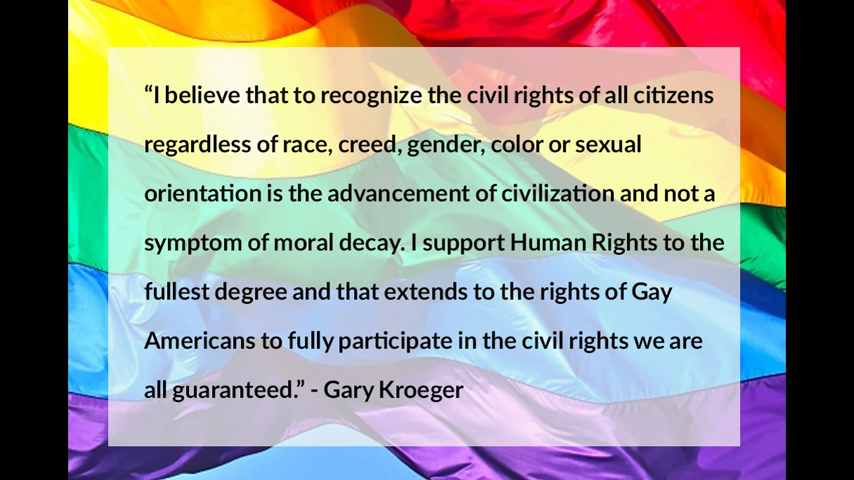 “I believe that to recognize the civil rights of all citizens
regardless of race, creed, gender, color or sexual
orientation is the advancement of civilization and not a
symptom of moral decay. I support Human Rights to the
fullest degree and that extends to the rights of Gay
Americans to fully participate in the civil rights we are
all guaranteed.” - Gary Kroeger